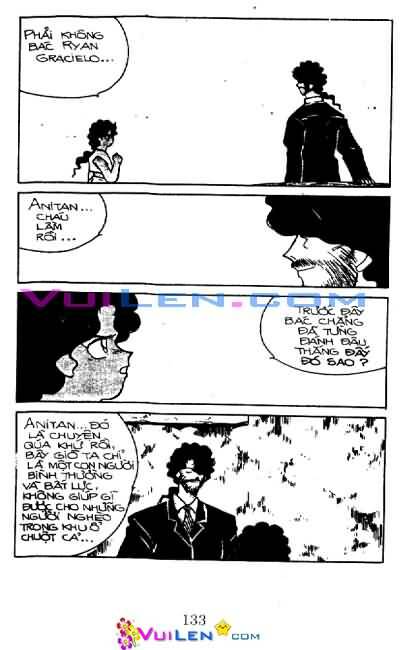 PHẢI KHÔNG
BÁC RYAN
GRACIELO...
ANITAN...
CHÁU
LẦM
RỒI...
VUILEN.COM
TRƯỚC ĐÂY
BÁC CHẲNG
ĐÃ TỪNG
ĐÁNH ĐẤU
THẮNG ĐẤY
ĐÓ SAO?
ANITAN...ĐÓ
LÀ CHUYỆN
QÚA KHỨ RỒI,
BÂY GIỜ TA CHỈ
LÀ MỘT CON NGƯỜI
BÌNH THƯỜNG
VÀ BẤT LỰC,
KHÔNG GIÚP GÌ
ĐƯỢC CHO NHỮNG
NGƯỜI NGHÈO
TRONG KHU Ổ
CHUỘT CẢ...
133
VUILEN.COM